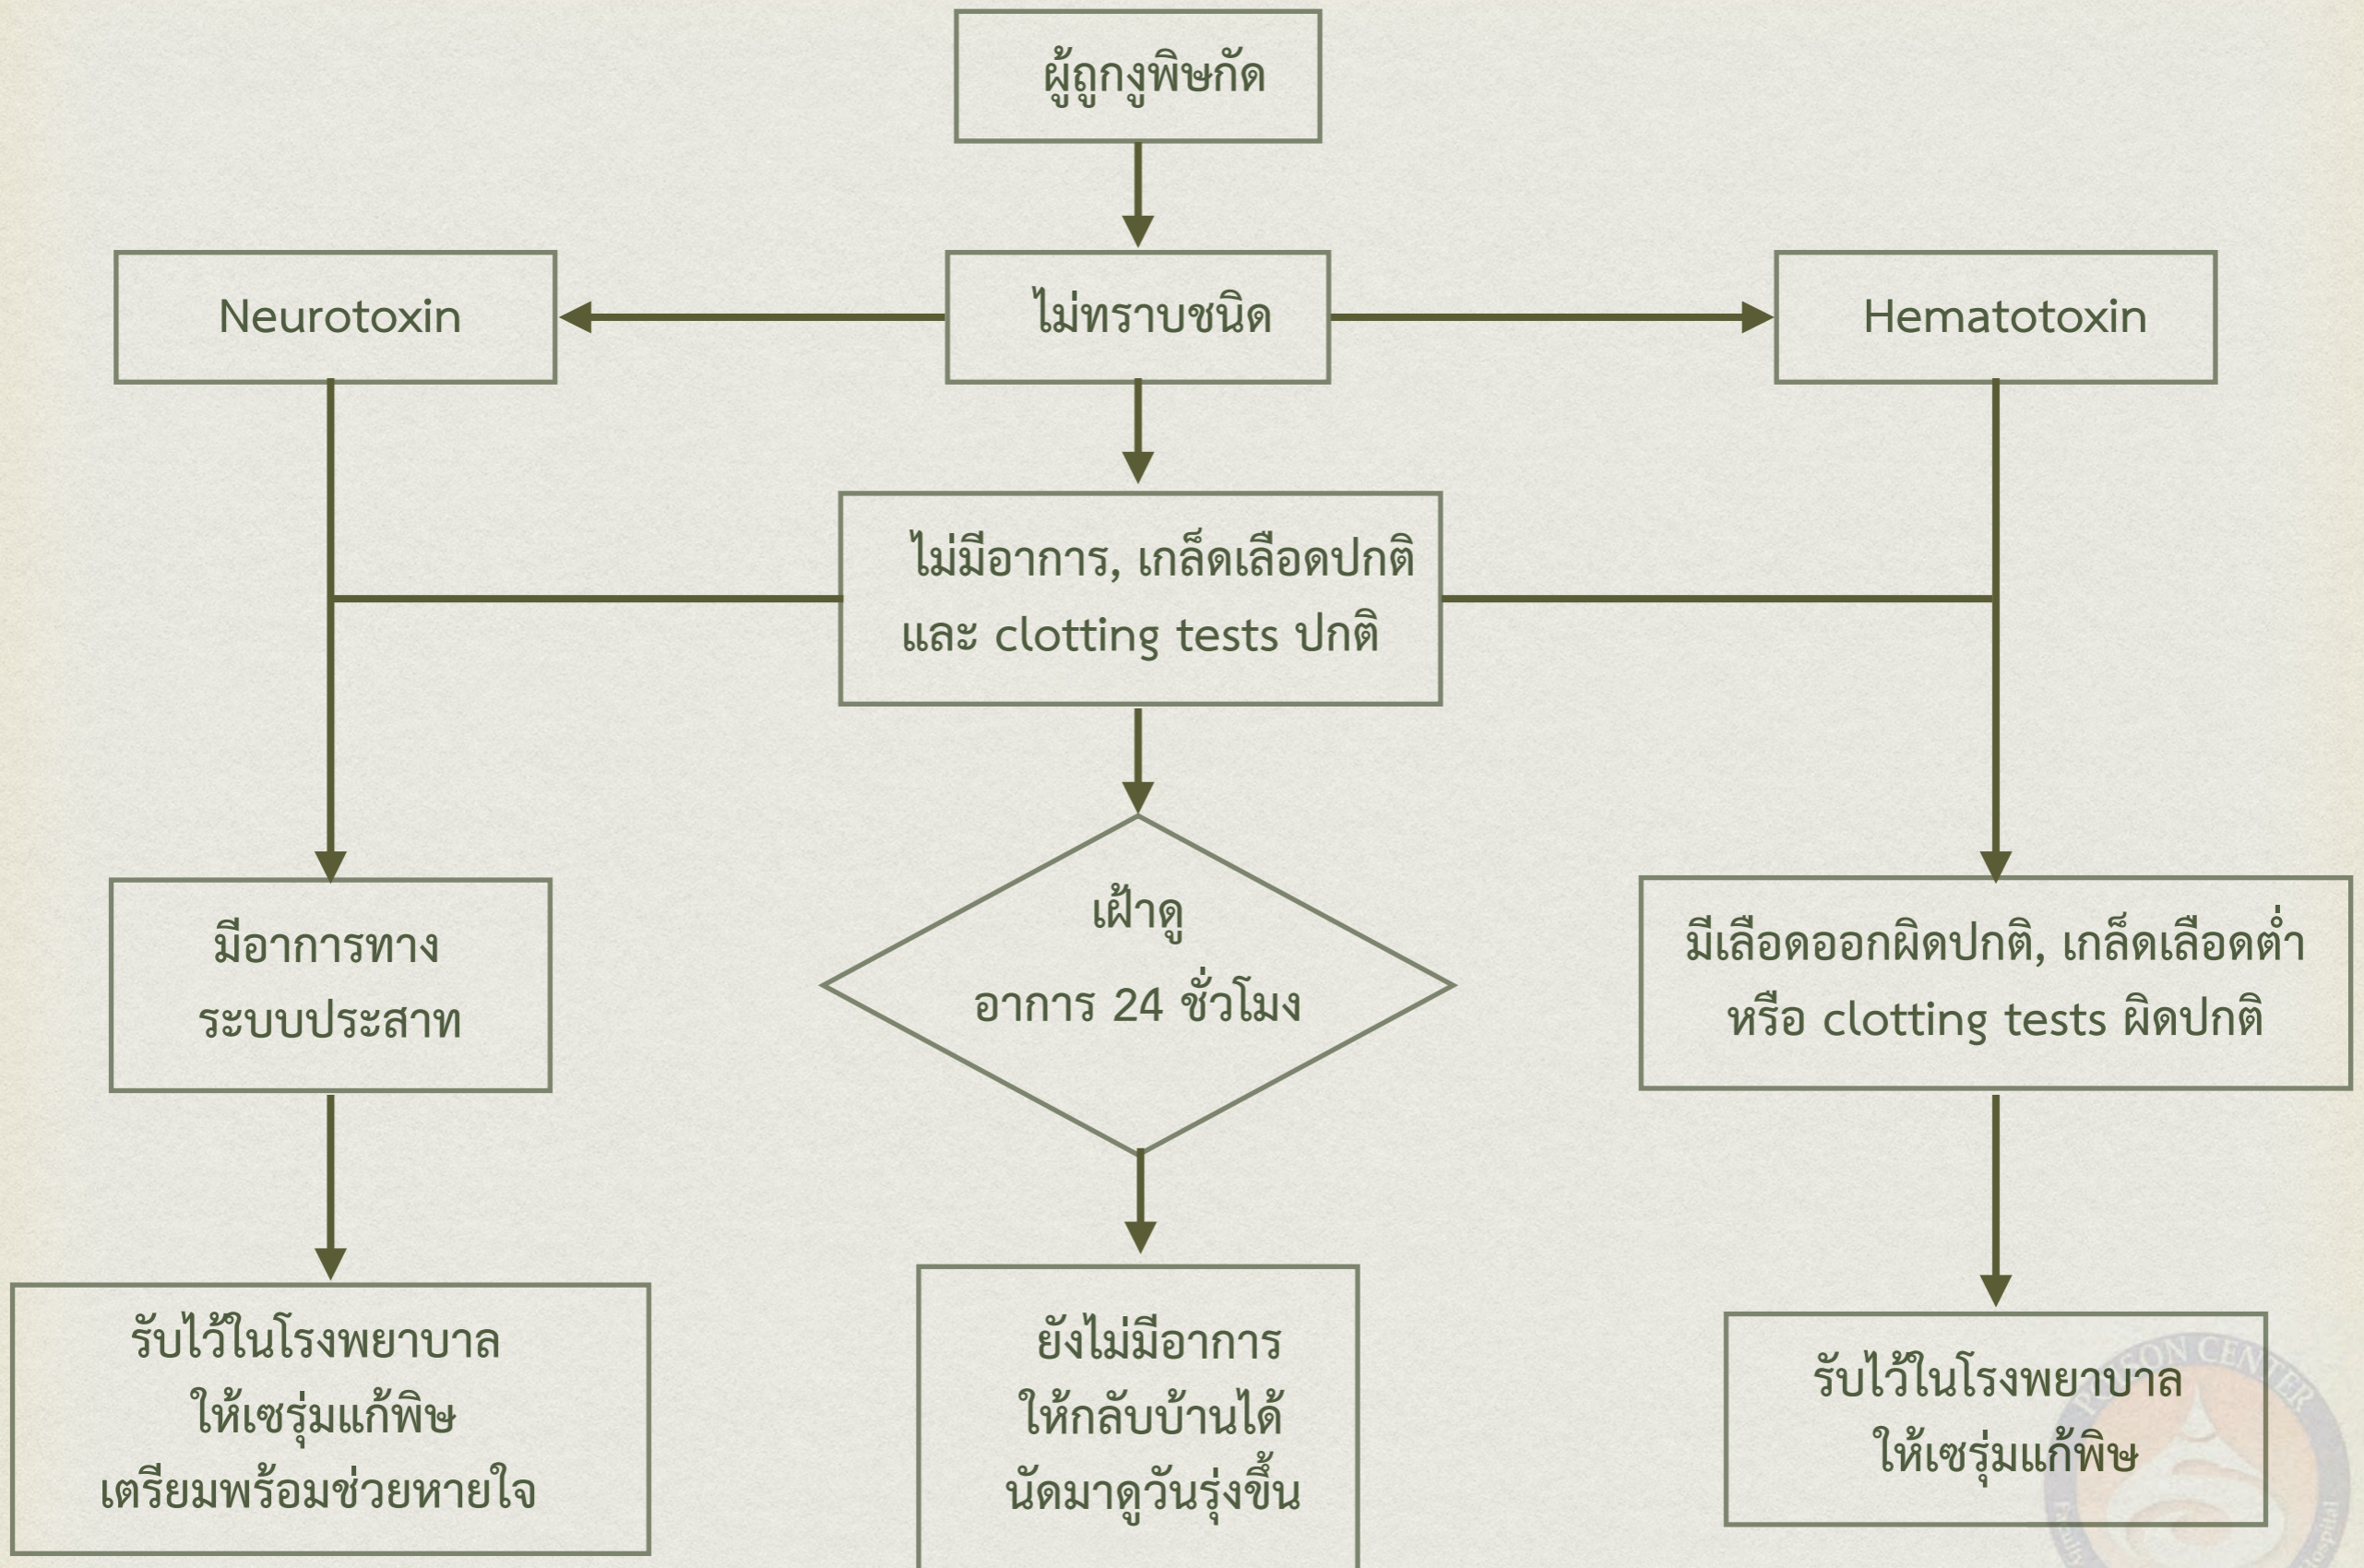 ผู้ถูกงูพิษกัด
Neurotoxin
ไม่ทราบชนิด
Hematotoxin
ไม่มีอาการ, เกล็ดเลือดปกติ
และ clotting tests ปกติ
มีอาการทาง
ระบบประสาท
เฝ้าดู
อาการ 24 ชั่วโมง
มีเลือดออกผิดปกติ, เกล็ดเลือดต่ำ
หรือ clotting tests ผิดปกติ
รับไว้ในโรงพยาบาล
ให้เซรุ่มแก้พิษ
เตรียมพร้อมช่วยหายใจ
ยังไม่มีอาการ
ให้กลับบ้านได้
นัดมาดูวันรุ่งขึ้น
รับไว้ในโรงพยาบาล
ให้เซรุ่มแก้พิษ
POISON CENTER